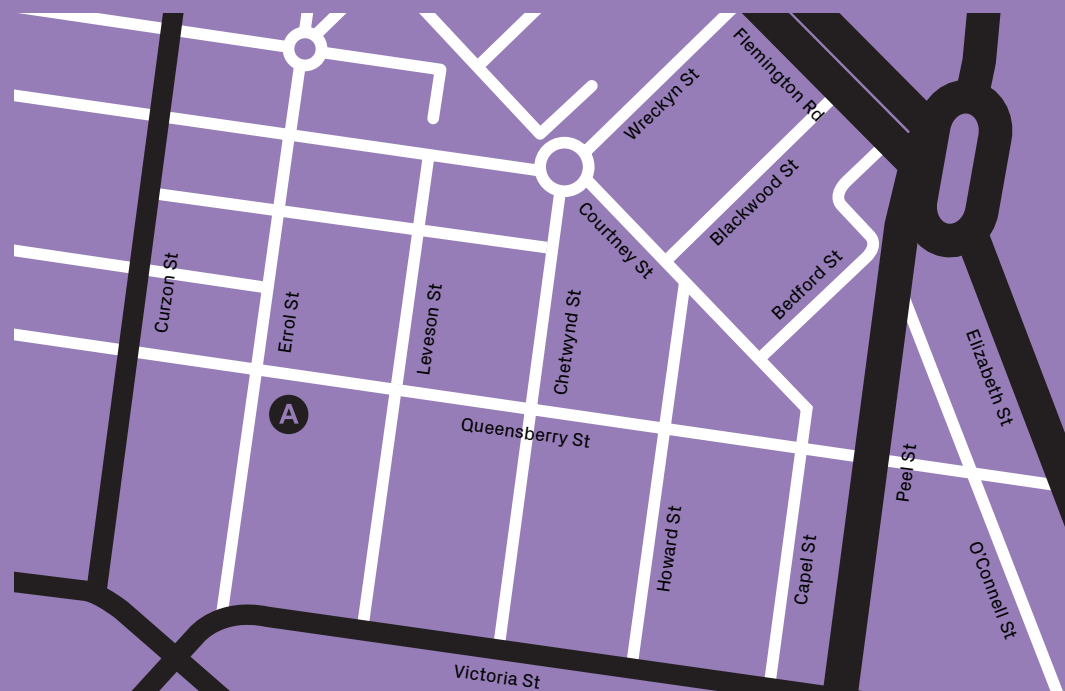 Flemington Rd
Wreckyn St
Blackwood St
Courtney St
Bedford St
Curzon St
Errol St
Leveson St
Chetwynd St
Elizabeth St
A
Queensberry St
Peel St
Howard St
Capel St
O'Connell St
Victoria St